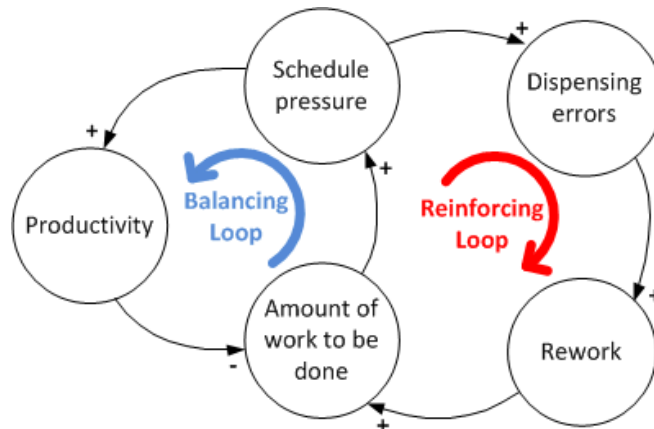 +
Schedule
pressure
+
Dispensing
errors
+
Productivity
Balancing
Loop
+
Reinforcing
Loop
Amount of
work to be
done
-
+
Rework
+